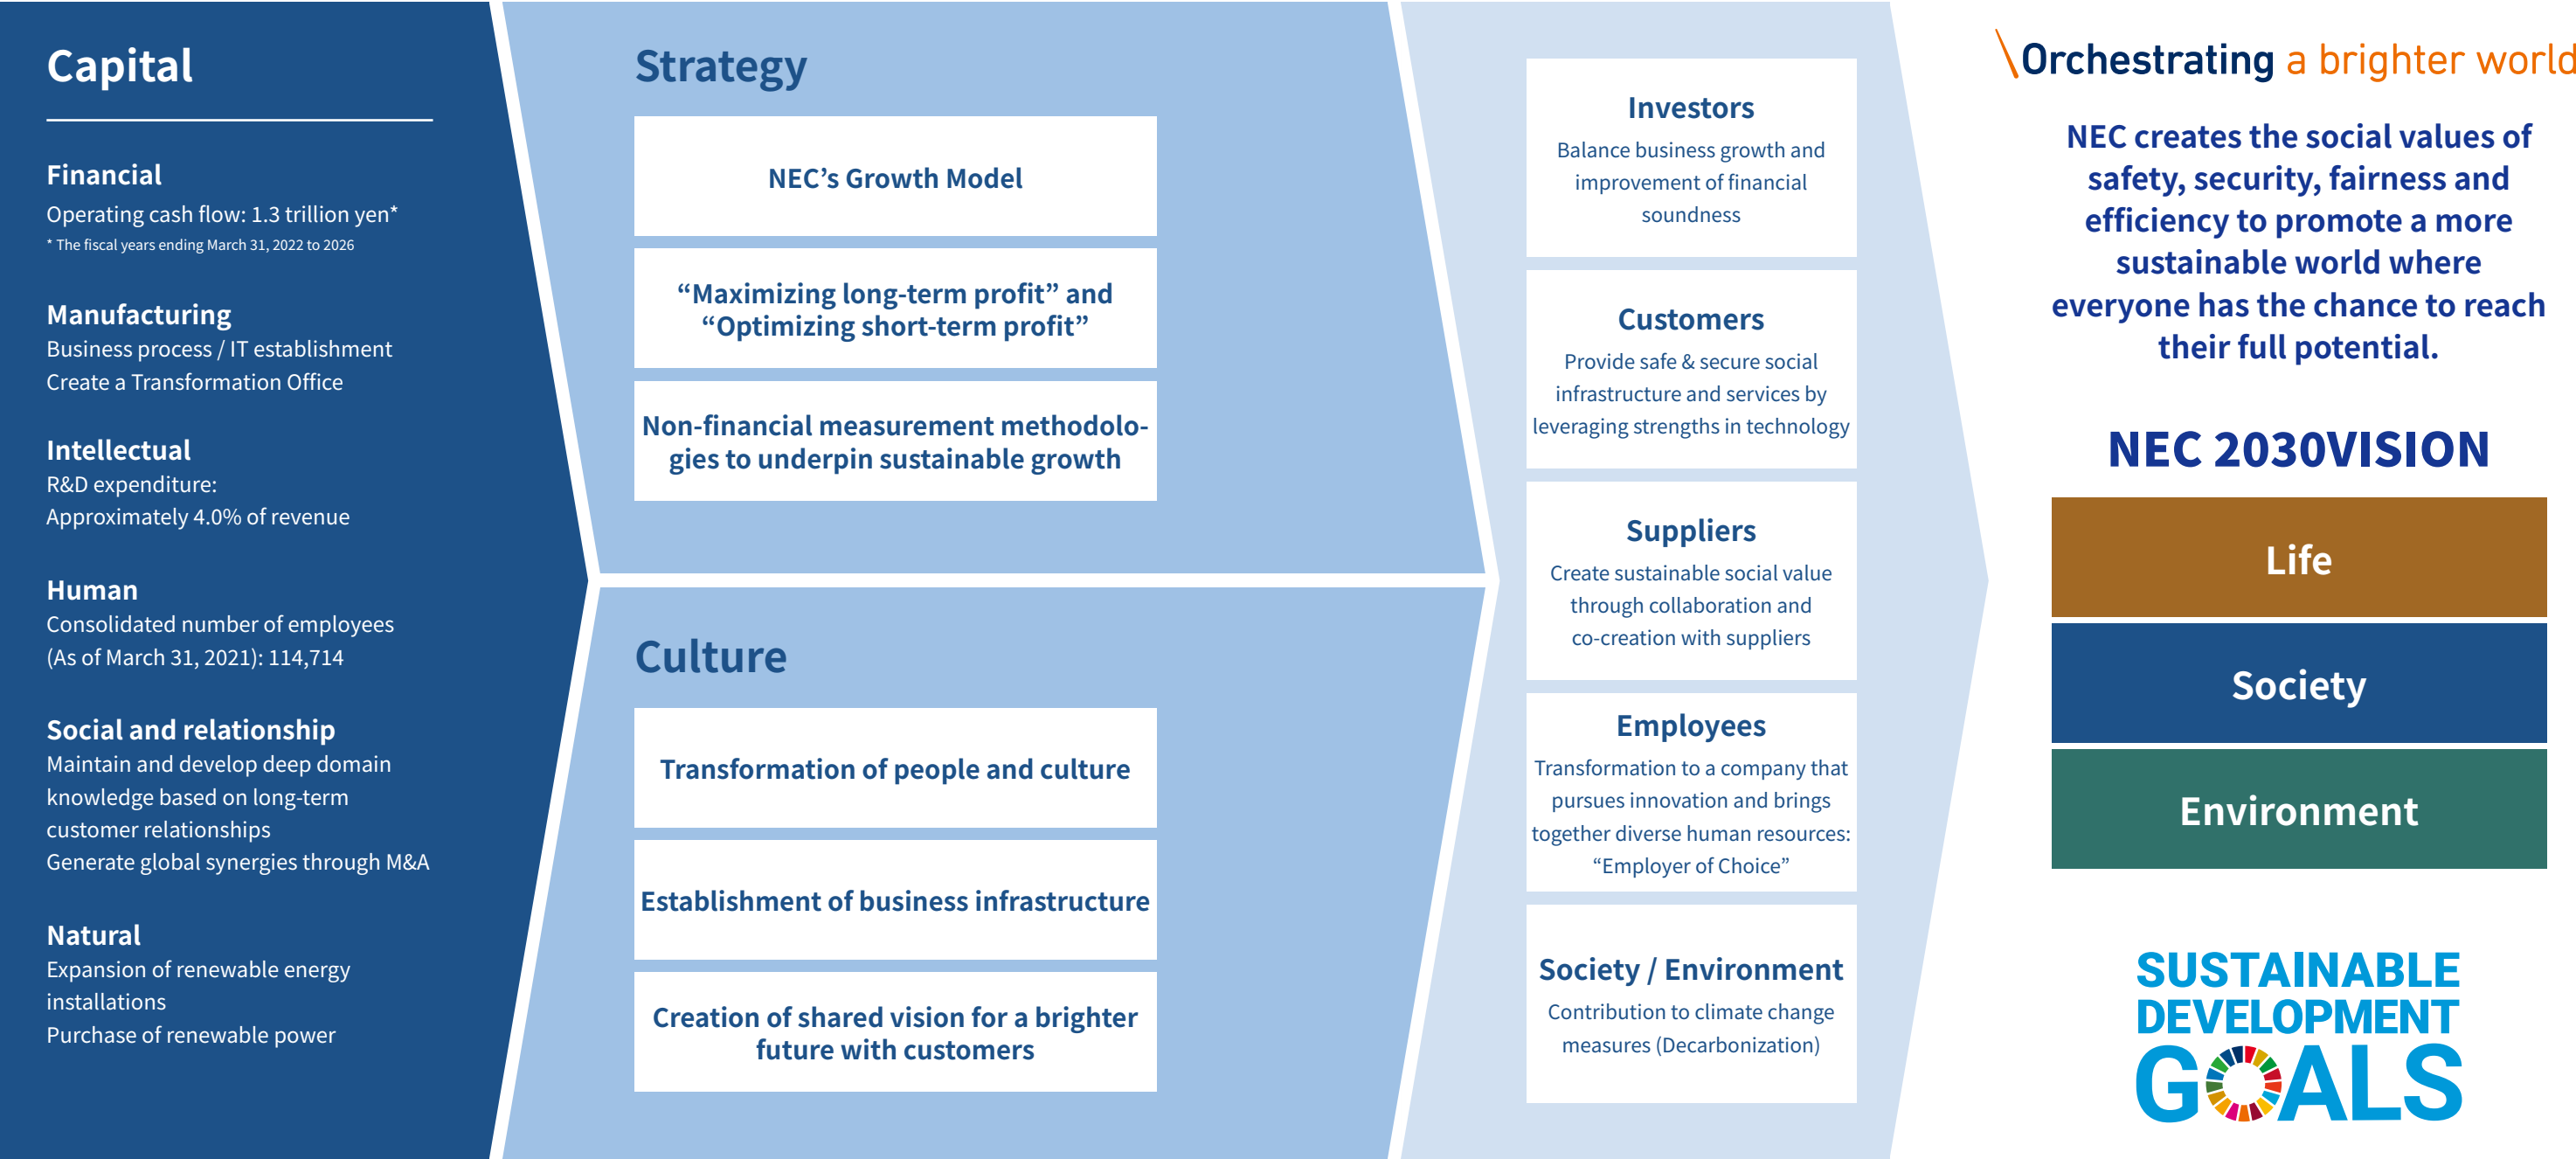 Capital
Financial
Operating cash flow: 1.3 trillion yen*
* The fiscal years ending March 31, 2022 to 2026
Manufacturing
Business process / IT establishment
Create a Transformation Office
Intellectual
R&D expenditure:
Approximately 4.0% of revenue
Human
Consolidated number of employees
(As of March 31, 2021): 114,714
Social and relationship
Maintain and develop deep domain
knowledge based on long-term
customer relationships
Generate global synergies through M&A
Natural
Expansion of renewable energy
installations
Purchase of renewable power
Strategy
NEC’s Growth Model
“Maximizing long-term profit” and
“Optimizing short-term profit”
Non-financial measurement methodolo-
gies to underpin sustainable growth
Culture
Transformation of people and culture
Establishment of business infrastructure
Creation of shared vision for a brighter
future with customers
Investors
Balance business growth and
improvement of financial
soundness
Customers
Provide safe & secure social
infrastructure and services by
leveraging strengths in technology
Suppliers
Create sustainable social value
through collaboration and
co-creation with suppliers
Employees
Transformation to a company that
pursues innovation and brings
together diverse human resources:
“Employer of Choice”
Society / Environment
Contribution to climate change
measures (Decarbonization)
\Orchestrating a brighter world
NEC creates the social values of
safety, security, fairness and
efficiency to promote a more
sustainable world where
everyone has the chance to reach
their full potential.
NEC 2030VISION
Life
Society
Environment
SUSTAINABLE
DEVELOPMENT
GOALS